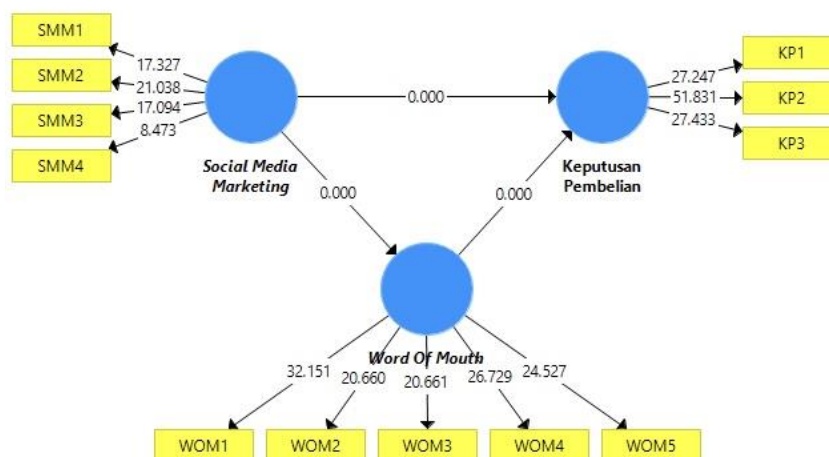 SMM1
SMM2
SMM3
SMM4
17.327
21.038
17.094
8.473
Social Media
Marketing
0.000
0.000
0.000
Keputusan
Pembelian
27.247
51.831
27.433
KP1
KP2
KP3
Word Of Mouth
32.151
20.660
20.661
26.729
24.527
WOM1
WOM2
WOM3
WOM4
WOM5